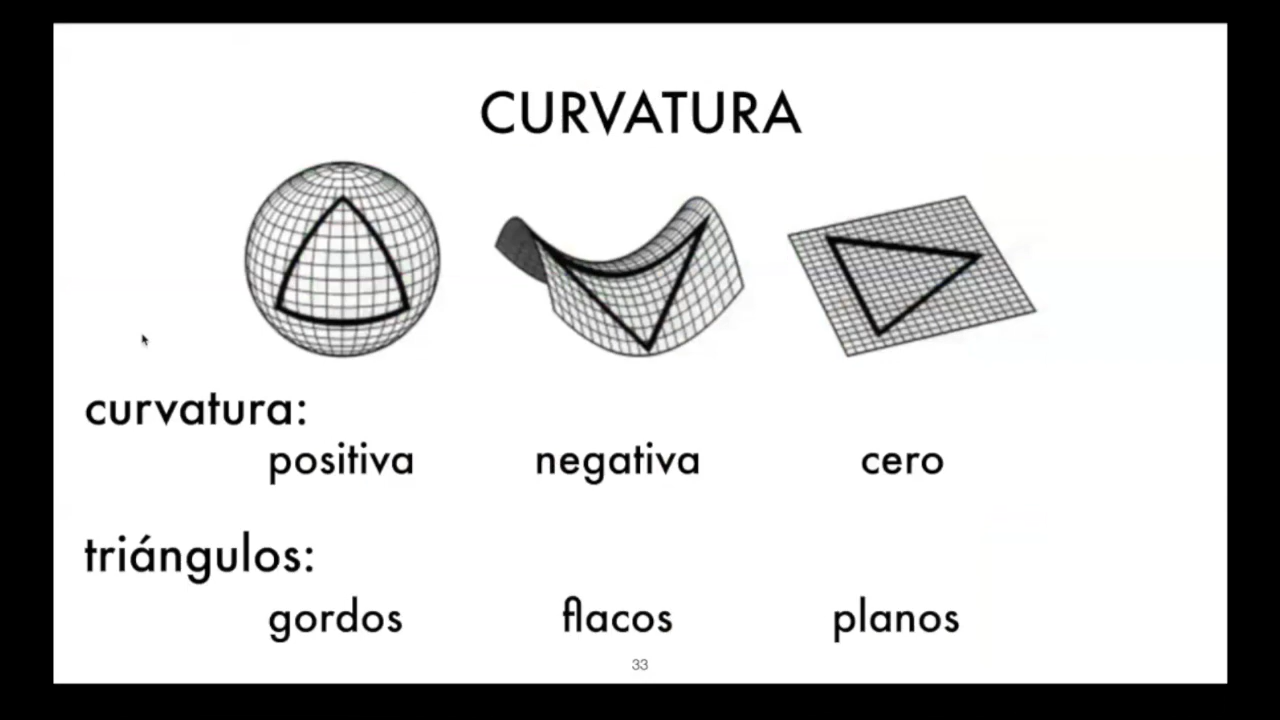 CURVATURA
curvatura:
positiva negativa cero
triángulos:
gordos flacos planos
33